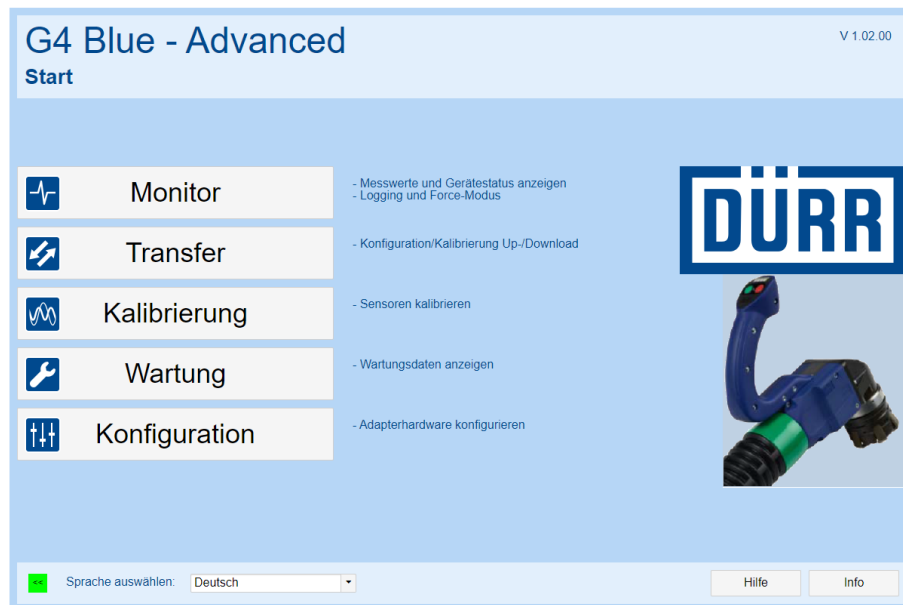 G4 Blue - Advanced
V 1.02.00
Start
Monitor
- Messwerte und Gerätestatus anzeigen
- Logging und Force-Modus
Transfer
- Konfiguration/Kalibrierung Up-/Download
Kalibrierung
- Sensoren kalibrieren
Wartung
- Wartungsdaten anzeigen
Konfiguration
- Adapterhardware konfigurieren
DÜRR
<<
Sprache auswählen:
Deutsch
Hilfe
Info